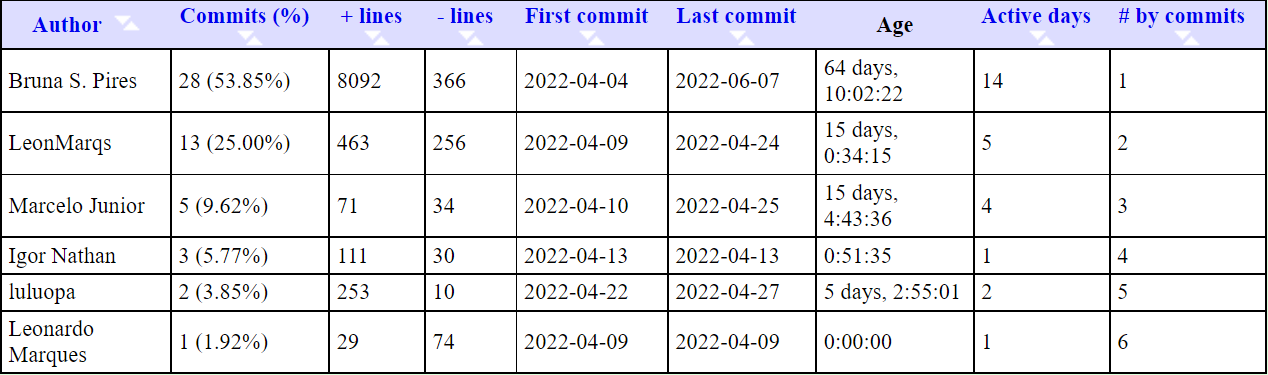 Author Commits (%) + lines - lines First commit Last commit Age Active days # by commits
Bruna S. Pires 28 (53.85%) 8092 366 2022-04-04 2022-06-07 64 days, 10:02:22 14 1
LeonMarqs 13 (25.00%) 463 256 2022-04-09 2022-04-24 15 days, 0:34:15 5 2
Marcelo Junior 5 (9.62%) 71 34 2022-04-10 2022-04-25 15 days, 4:43:36 4 3
Igor Nathan 3 (5.77%) 111 30 2022-04-13 2022-04-13 0:51:35 1 4
luluopa 2 (3.85%) 253 10 2022-04-22 2022-04-27 5 days, 2:55:01 2 5
Leonardo Marques 1 (1.92%) 29 74 2022-04-09 2022-04-09 0:00:00 1 6